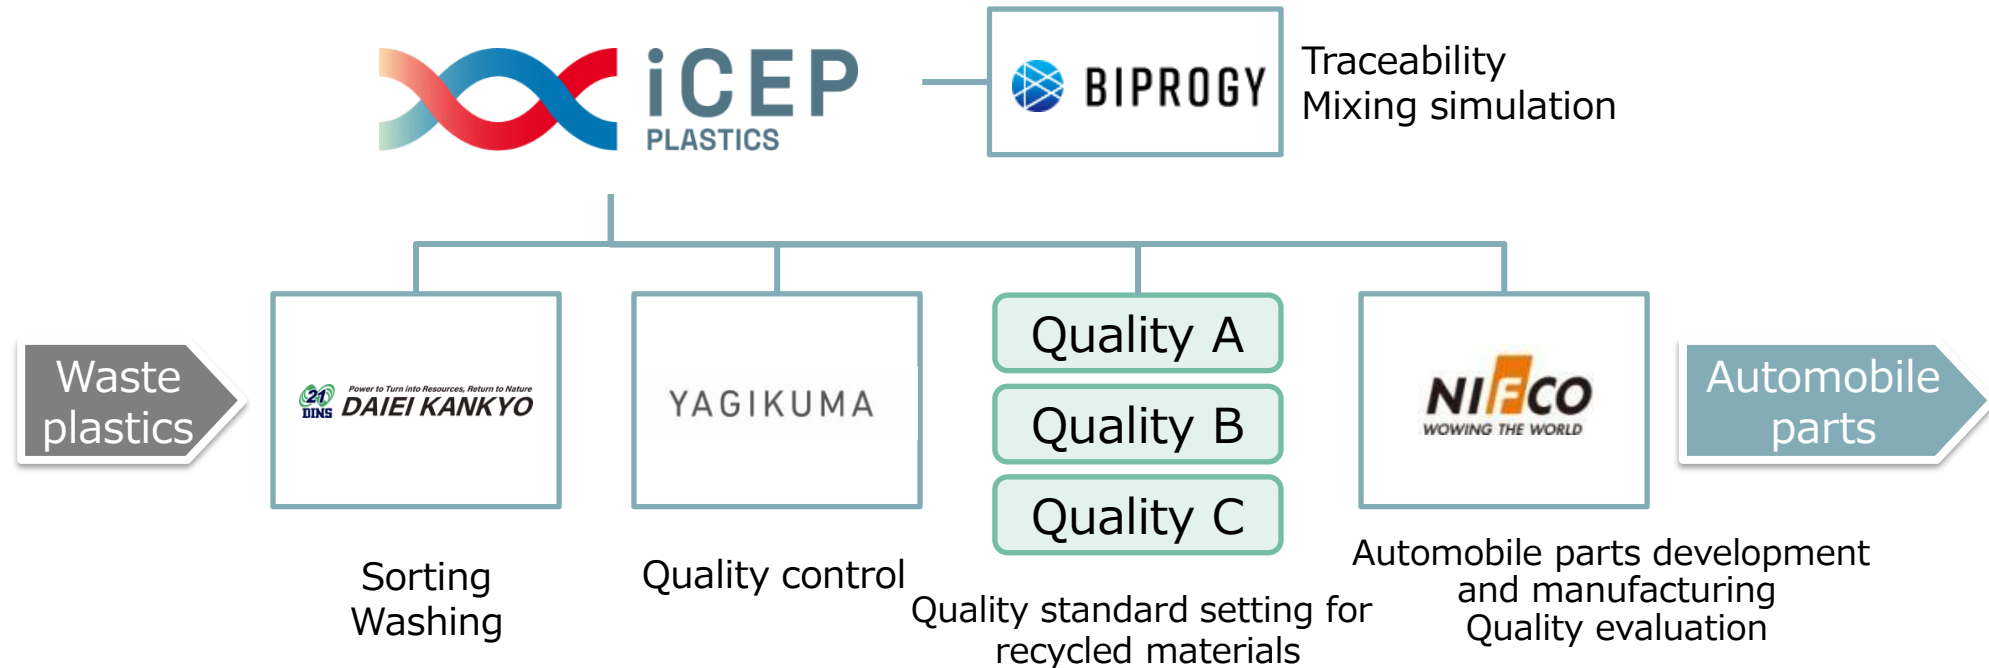 iCEP
PLASTICS
BIPROGY
Traceability
Mixing simulation
Waste
plastics
21
DINS
Power to Turn into Resources, Return to Nature
DAIEI KANKYO
Sorting
Washing
YAGIKUMA
Quality control
Quality A
Quality B
Quality C
Quality standard setting for
recycled materials
NIFCO
WOWING THE WORLD
Automobile parts development
and manufacturing
Quality evaluation
Automobile
parts